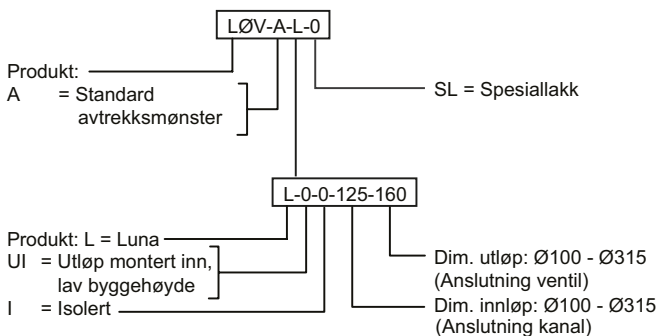 LØV-A-L-0
Produkt:
A = Standard
avtrekksmønster
SL = Spesiallakk
L-0-0-125-160
Produkt: L = Luna
UI = Utløp montert inn,
lav byggehøyde
I = Isolert
Dim. utløp: Ø100 - Ø315
(Anslutning ventil)
Dim. innløp: Ø100 - Ø315
(Anslutning kanal)